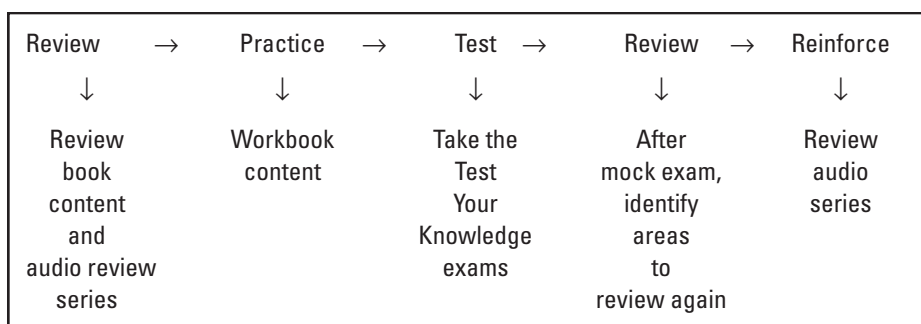 Review → Practice → Test → Review → Reinforce
↓ ↓ ↓ ↓ ↓
Review
book
content
and
audio review
series
Workbook
content
Take the
Test
Your
Knowledge
exams
After
mock exam,
identify
areas
to
review again
Review
audio
series